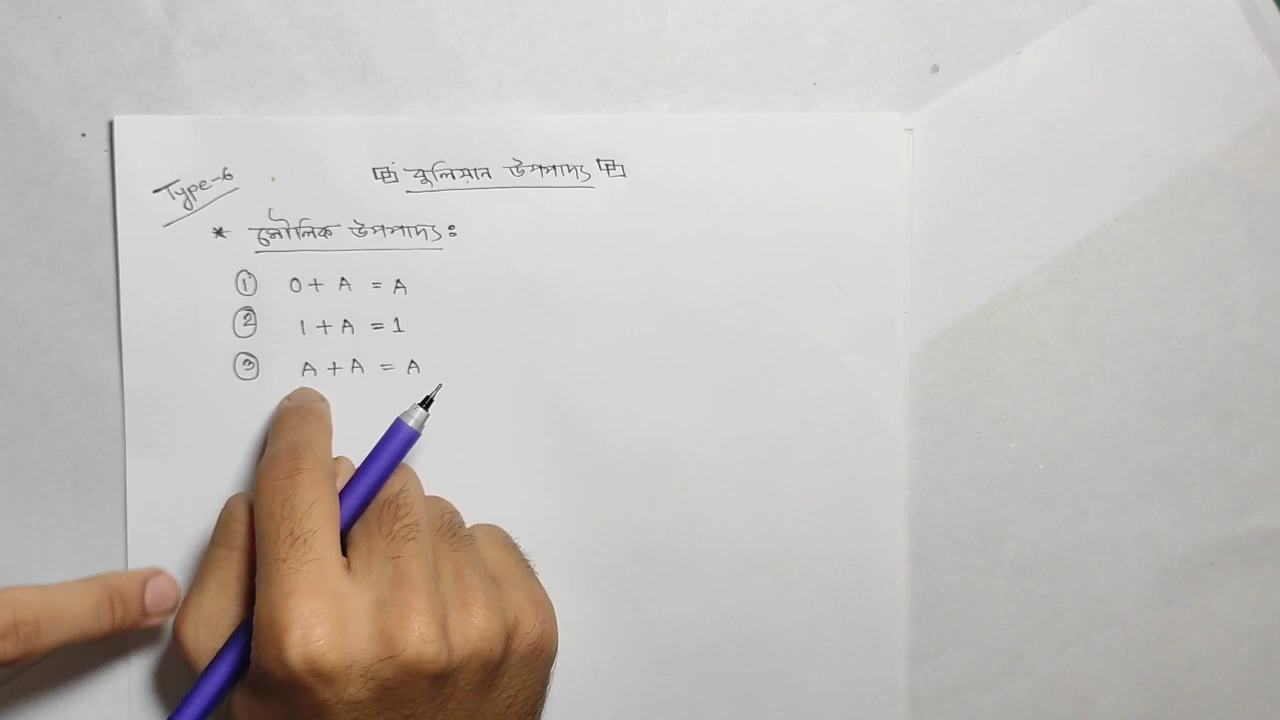 Type-6
বুলিয়ান উপপাদ্য
* মৌলিক উপপাদ্য :
① 0 + A = A
② 1 + A = 1
③ A + A = A